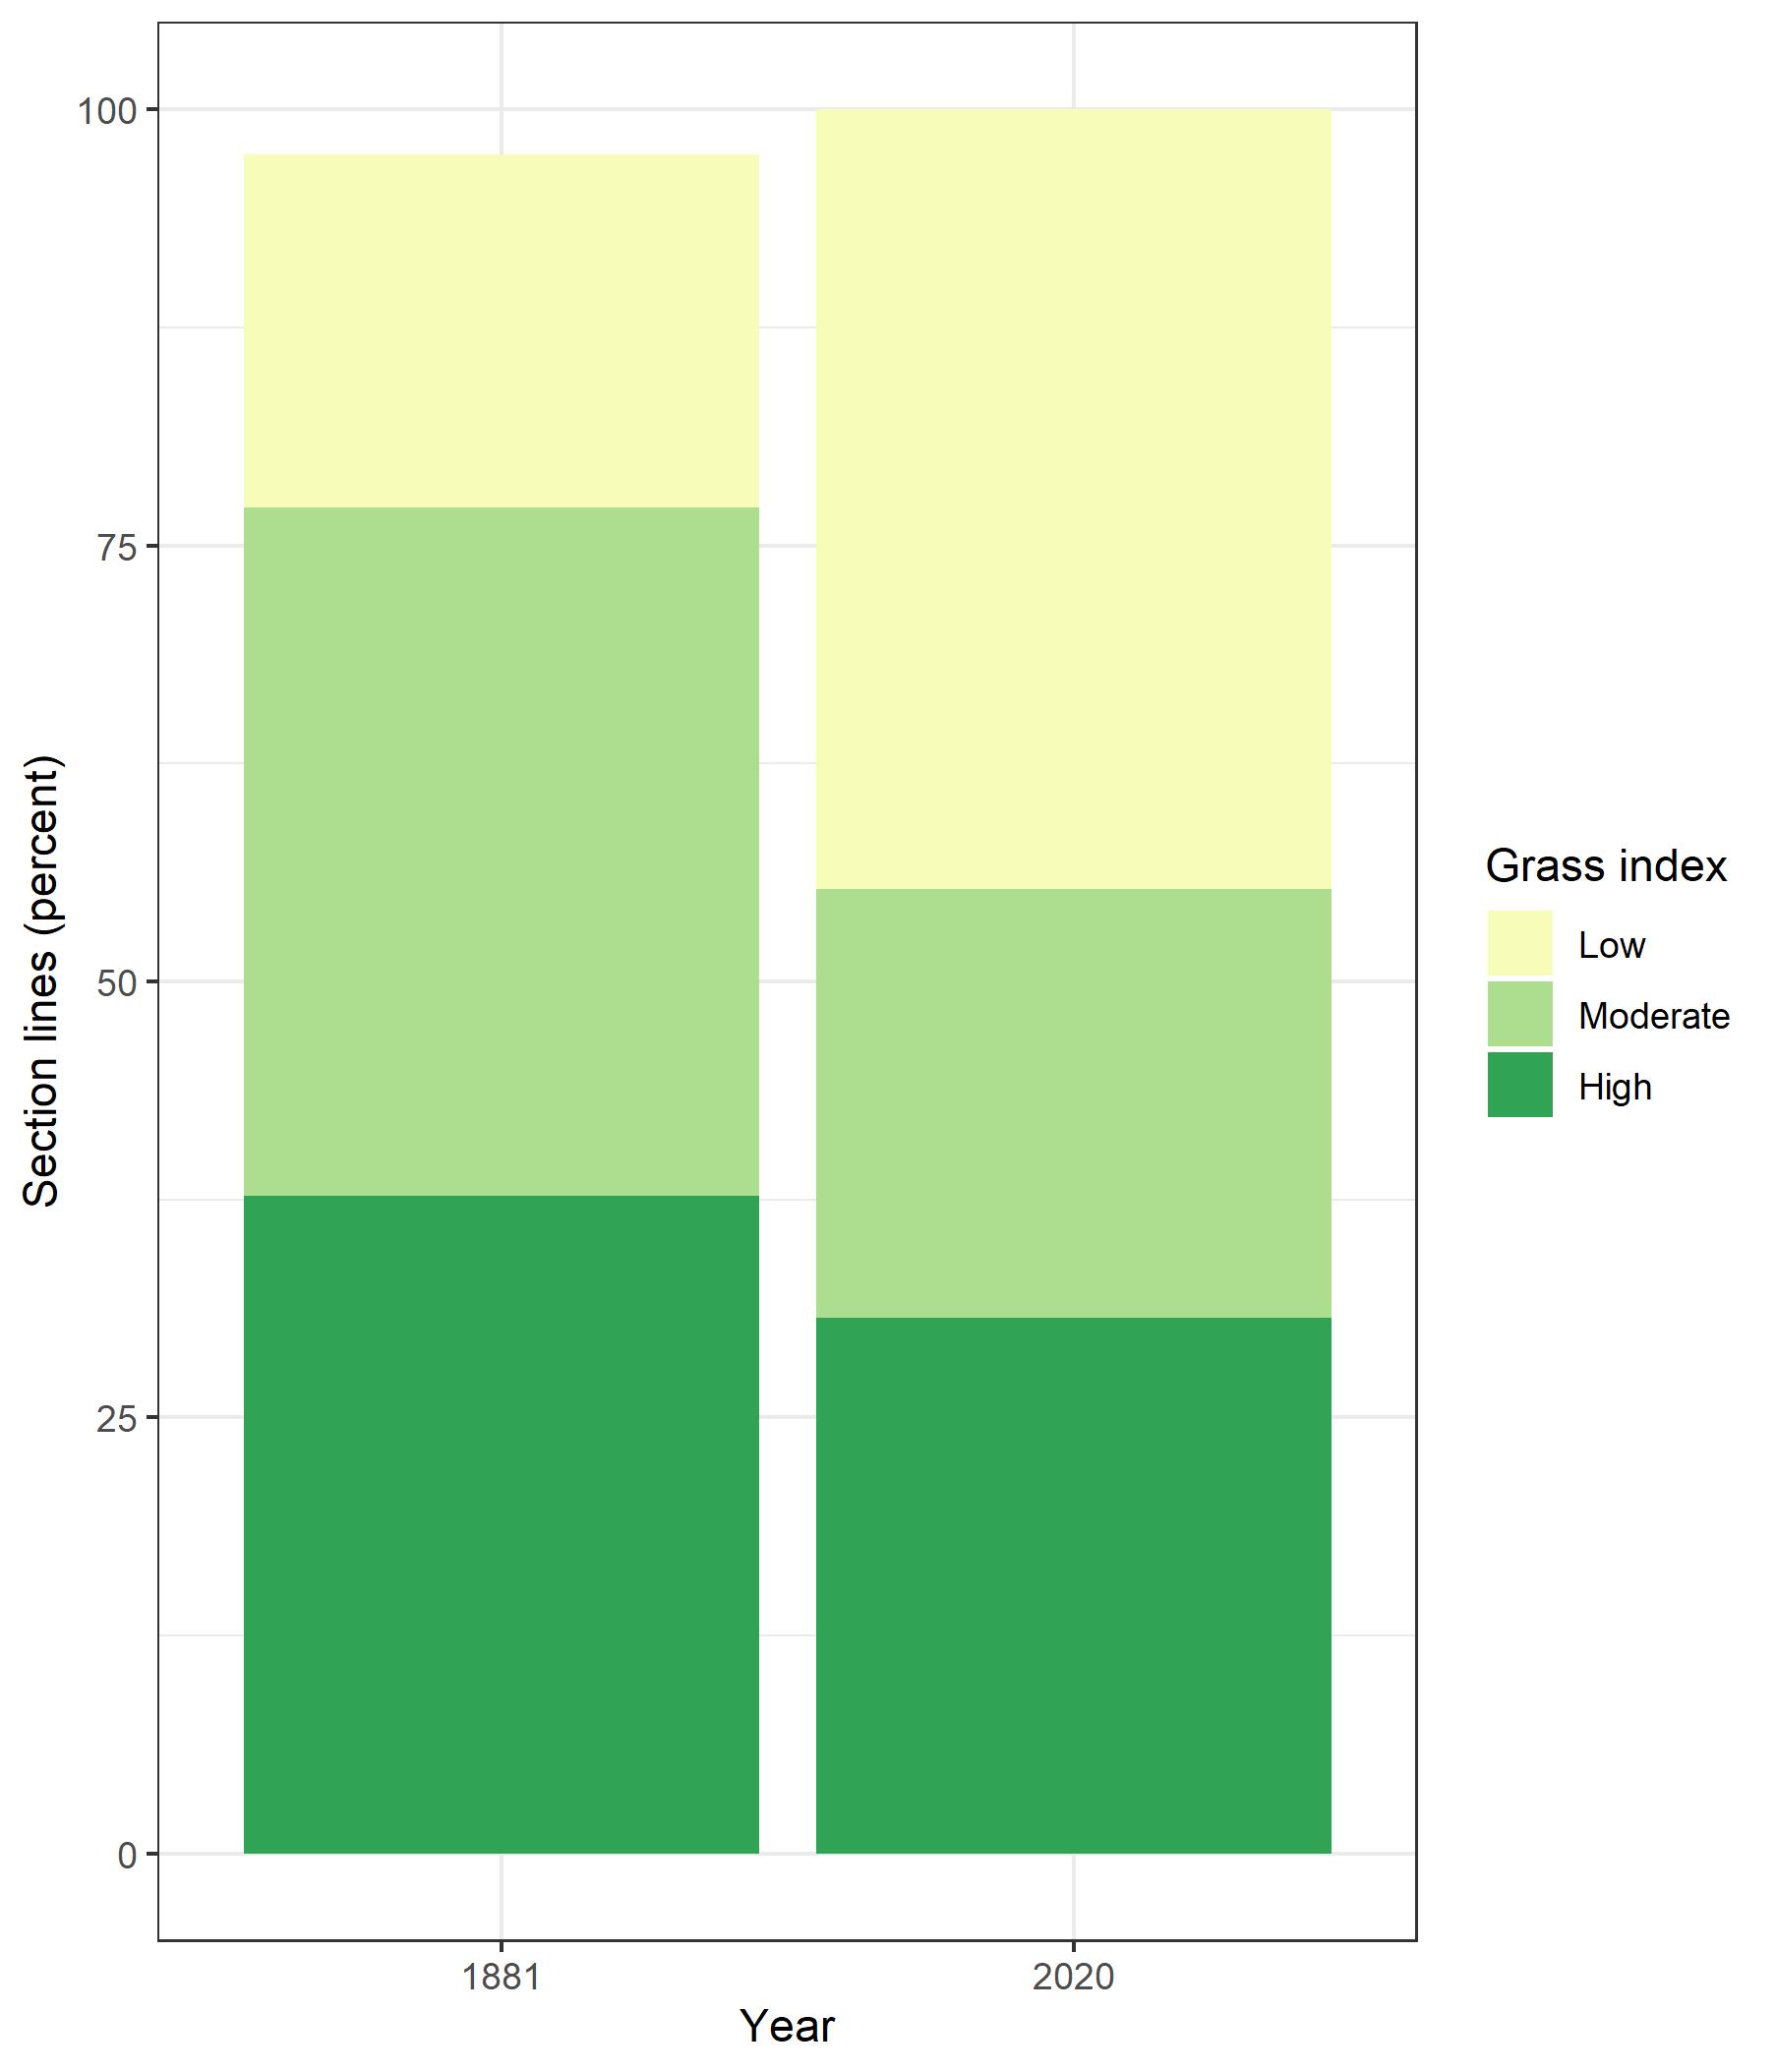 Section lines (percent)
100
75
50
25
0
1881
2020
Year
Grass index
Low
Moderate
High